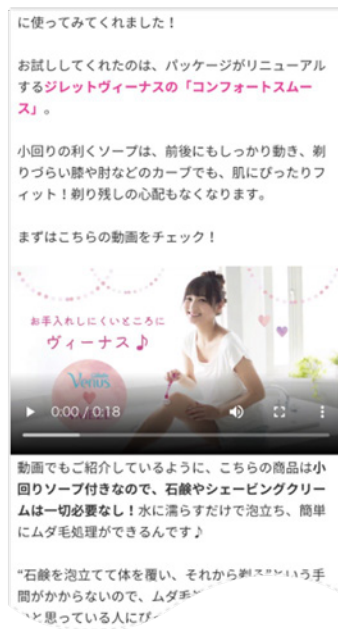 に使ってみてくれました！
お試ししてくれたのは、パッケージがリニューアル
するジレットヴィーナスの「コンフォートスムー
ス」。
小回りの利くソープは、前後にもしっかり動き、剃
りづらい膝や肘などのカーブでも、肌にぴったりフ
ィット！剃り残しの心配もなくなります。
まずはこちらの動画をチェック！
お手入れしにくいところに
ヴィーナス♪
Gillette
Venus
0:00 / 0:18
動画でもご紹介しているように、こちらの商品は小
回りソープ付きなので、石鹸やシェービングクリー
ムは一切必要なし！水に濡らすだけで泡立ち、簡単
にムダ毛処理ができるんです♪
“石鹸を泡立てて体を覆い、それから剃る”という手
間がかからないので、ムダ毛
と思っている人にぴっ